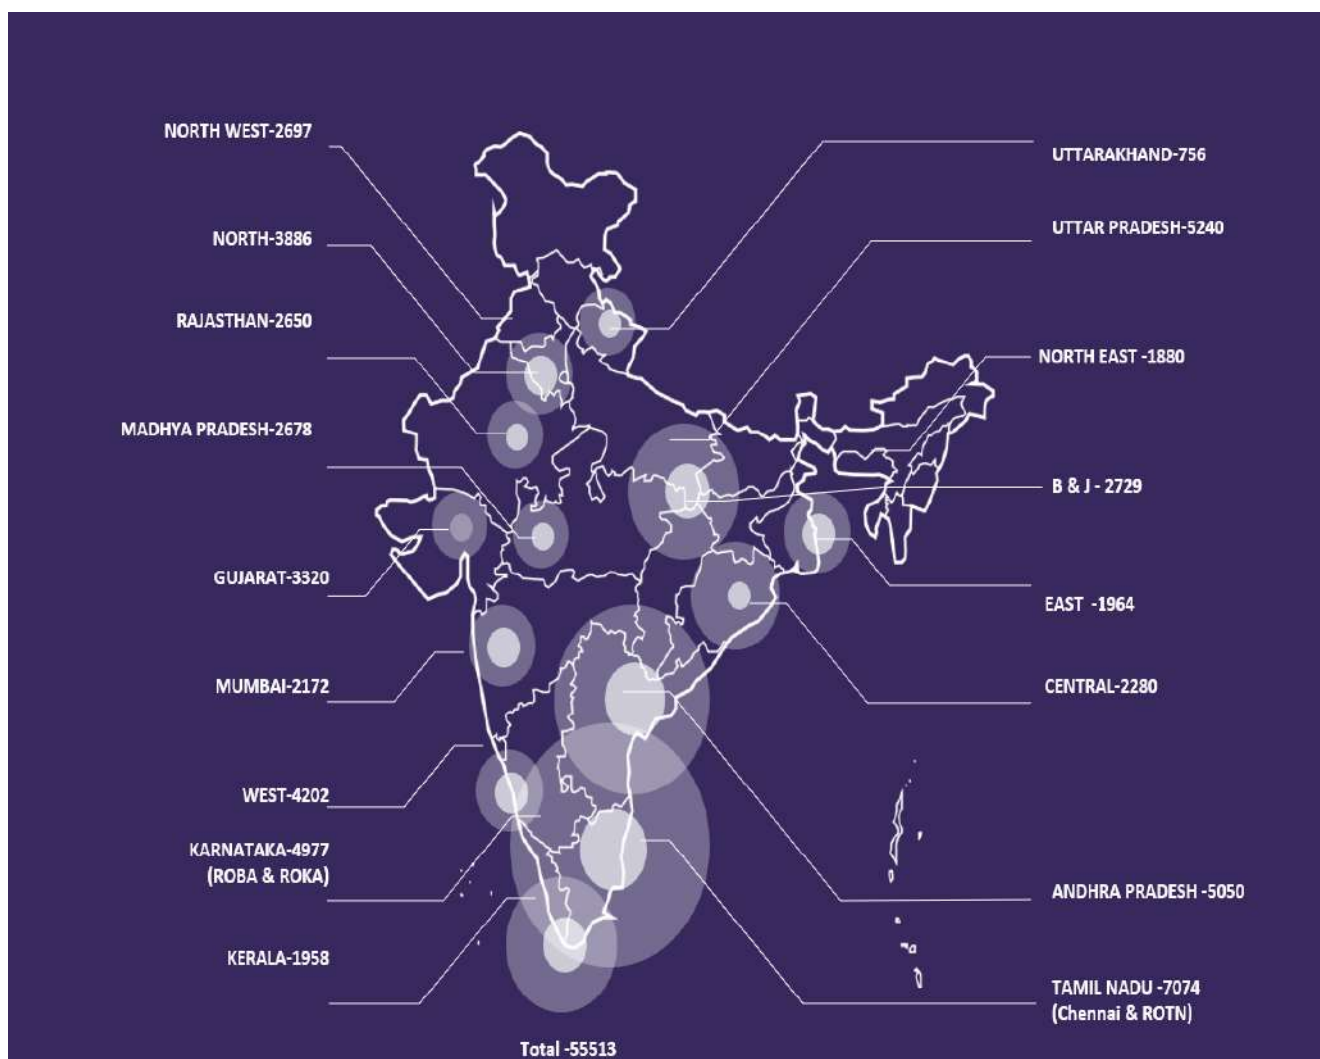 NORTH WEST-2697
NORTH-3886
RAJASTHAN-2650
MADHYA PRADESH-2678
GUJARAT-3320
MUMBAI-2172
WEST-4202
KARNATAKA-4977
(ROBA & ROKA)
KERALA-1958
UTTARAKHAND-756
UTTAR PRADESH-5240
NORTH EAST -1880
B & J - 2729
EAST -1964
CENTRAL-2280
ANDHRA PRADESH -5050
TAMIL NADU -7074
(Chennai & ROTN)
Total -55513